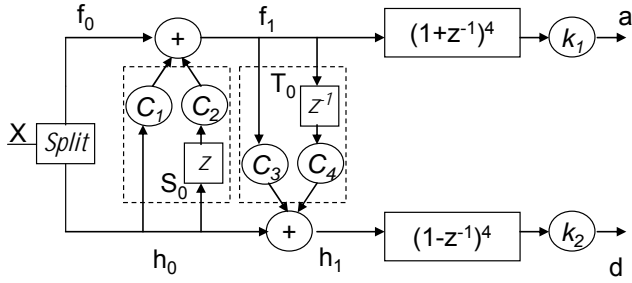 f₀
f₁
a
+
(1+z⁻¹)⁴
k₁
T₀
z⁻¹
C₁
C₂
X
Split
z
S₀
C₃
C₄
+
(1-z⁻¹)⁴
k₂
h₀
h₁
d